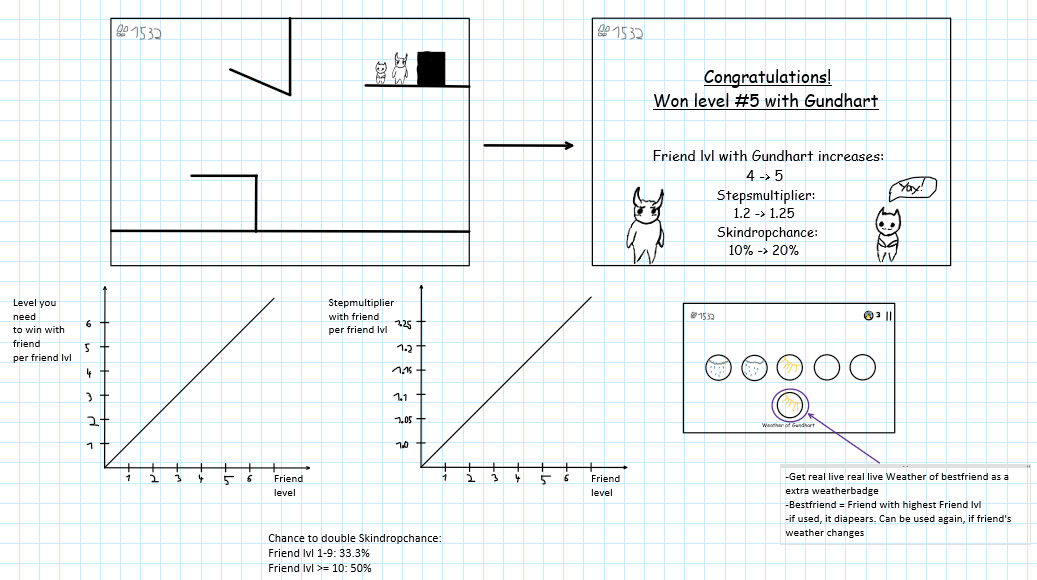 1532
1532
Congratulations!
Won level #5 with Gundhart
Friend lvl with Gundhart increases:
4 -> 5
Stepsmultiplier:
1.2 -> 1.25
Skindropchance:
10% -> 20%
Yay!
Level you
need
to win with
friend
per friend lvl
6
5
4
3
2
1
1 2 3 4 5 6 Friend
level
Stepmultiplier
with friend
per friend lvl
1.25
1.2
1.15
1.1
1.05
1.0
1 2 3 4 5 6 Friend
level
1532
3
Weather of Gundhart
-Get real live real live Weather of bestfriend as a
extra weatherbadge
-Bestfriend = Friend with highest Friend lvl
-if used, it diapears. Can be used again, if friend's
weather changes
Chance to double Skindropchance:
Friend lvl 1-9: 33.3%
Friend lvl >= 10: 50%